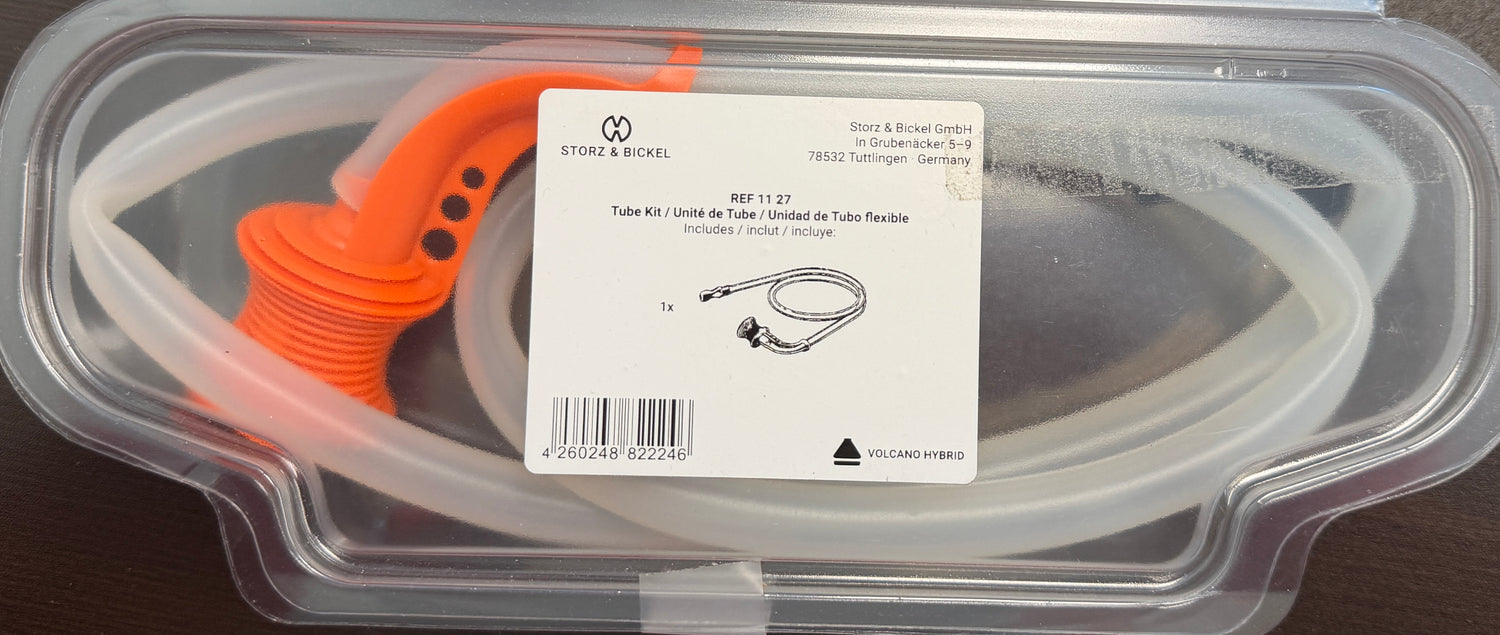 STORZ & BICKEL
Storz & Bickel GmbH
In Grubenäcker 5–9
78532 Tuttlingen · Germany
REF 11 27
Tube Kit / Unité de Tube / Unidad de Tubo flexible
Includes / inclut / incluye:
1x
4 260248 822246
VOLCANO HYBRID